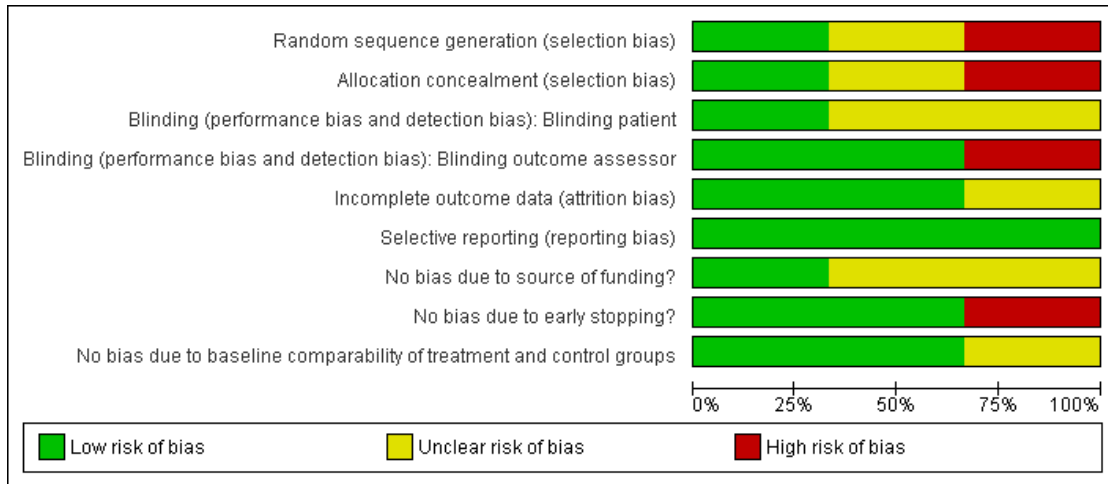 Random sequence generation (selection bias)
Allocation concealment (selection bias)
Blinding (performance bias and detection bias): Blinding patient
Blinding (performance bias and detection bias): Blinding outcome assessor
Incomplete outcome data (attrition bias)
Selective reporting (reporting bias)
No bias due to source of funding?
No bias due to early stopping?
No bias due to baseline comparability of treatment and control groups
0% 25% 50% 75% 100%
Low risk of bias Unclear risk of bias High risk of bias